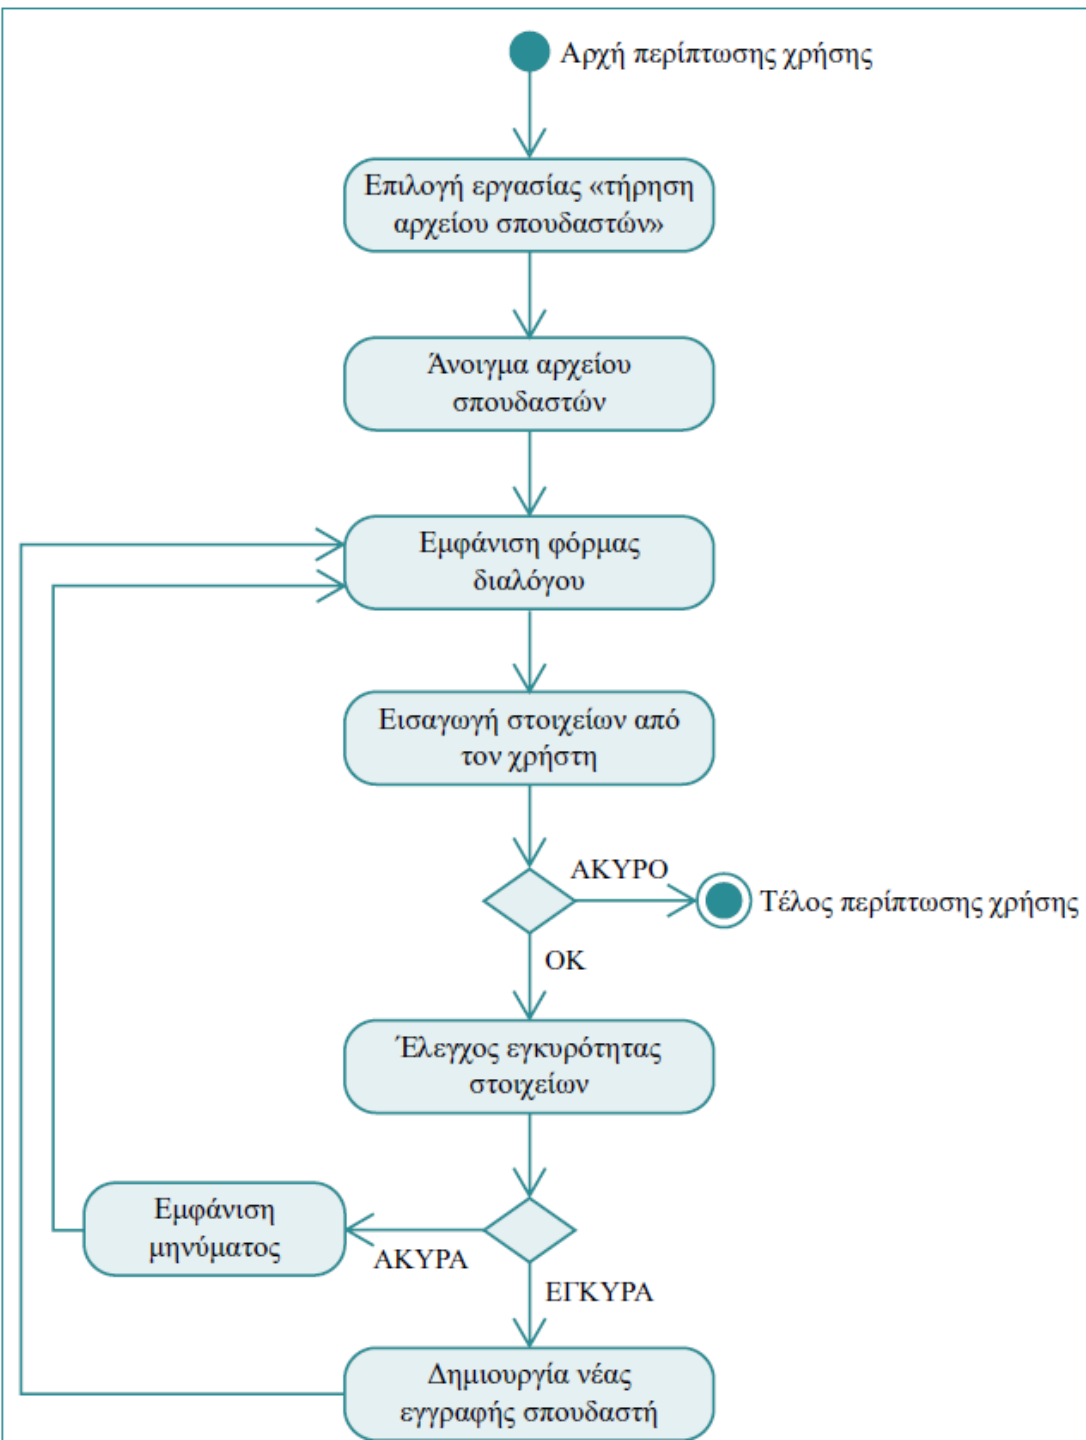 Αρχή περίπτωσης χρήσης
Επιλογή εργασίας «τήρηση
αρχείου σπουδαστών»
Άνοιγμα αρχείου
σπουδαστών
Εμφάνιση φόρμας
διαλόγου
Εισαγωγή στοιχείων από
τον χρήστη
ΑΚΥΡΟ
Τέλος περίπτωσης χρήσης
ΟΚ
Έλεγχος εγκυρότητας
στοιχείων
Εμφάνιση
μηνύματος
ΑΚΥΡΑ
ΕΓΚΥΡΑ
Δημιουργία νέας
εγγραφής σπουδαστή